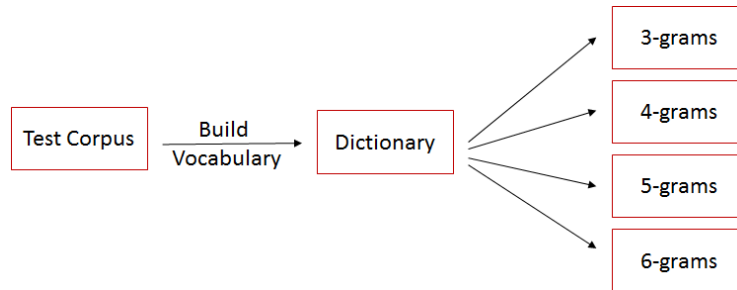 Test Corpus
Build
Vocabulary
Dictionary
3-grams
4-grams
5-grams
6-grams